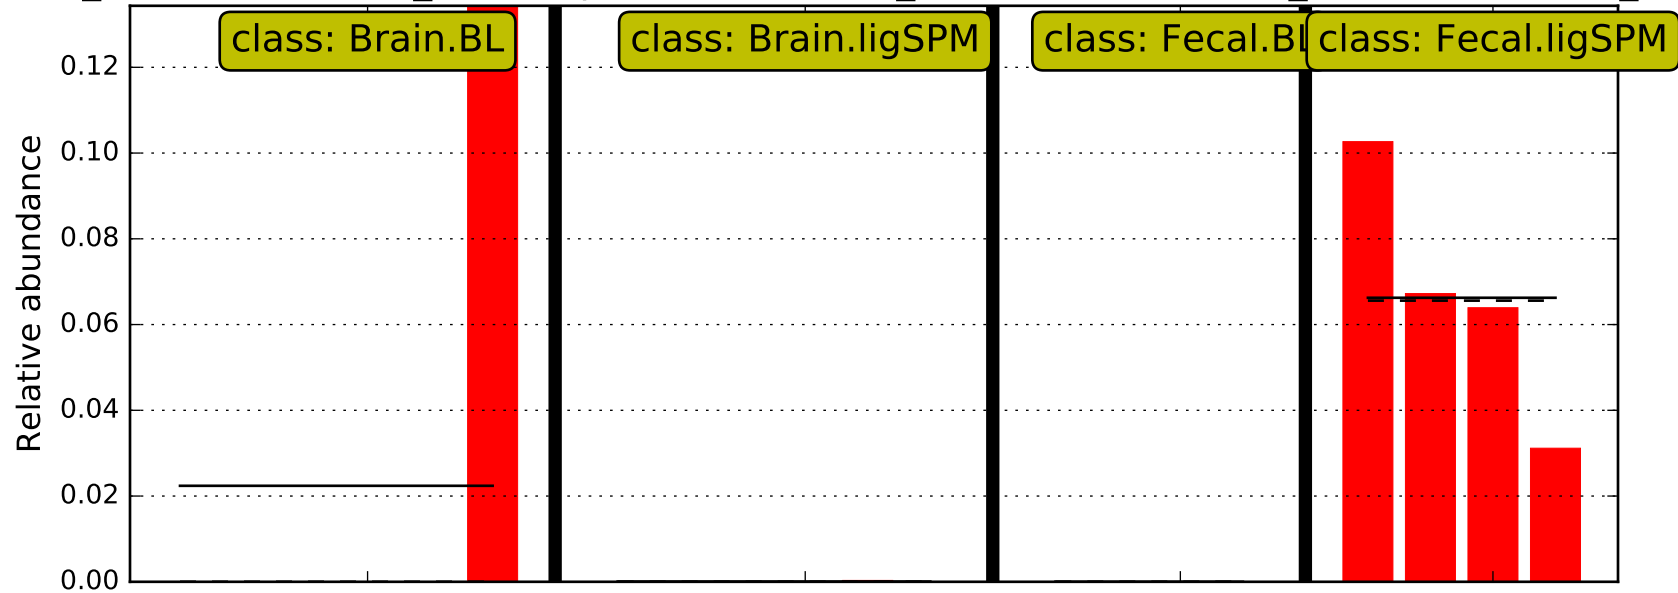 class: Brain.BL
class: Brain.ligSPM
class: Fecal.BL
class: Fecal.ligSPM
Relative abundance
0.12
0.10
0.08
0.06
0.04
0.02
0.00